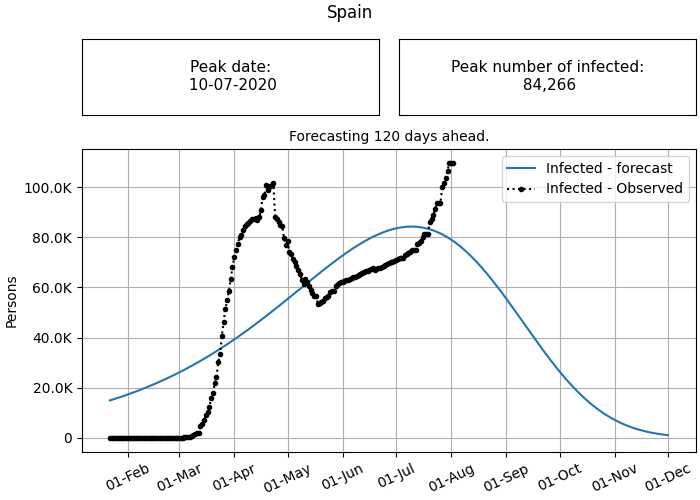 Spain
Peak date:
10-07-2020
Peak number of infected:
84,266
Forecasting 120 days ahead.
Infected - forecast
Infected - Observed
100.0K
80.0K
60.0K
40.0K
20.0K
0
Persons
01-Feb
01-Mar
01-Apr
01-May
01-Jun
01-Jul
01-Aug
01-Sep
01-Oct
01-Nov
01-Dec